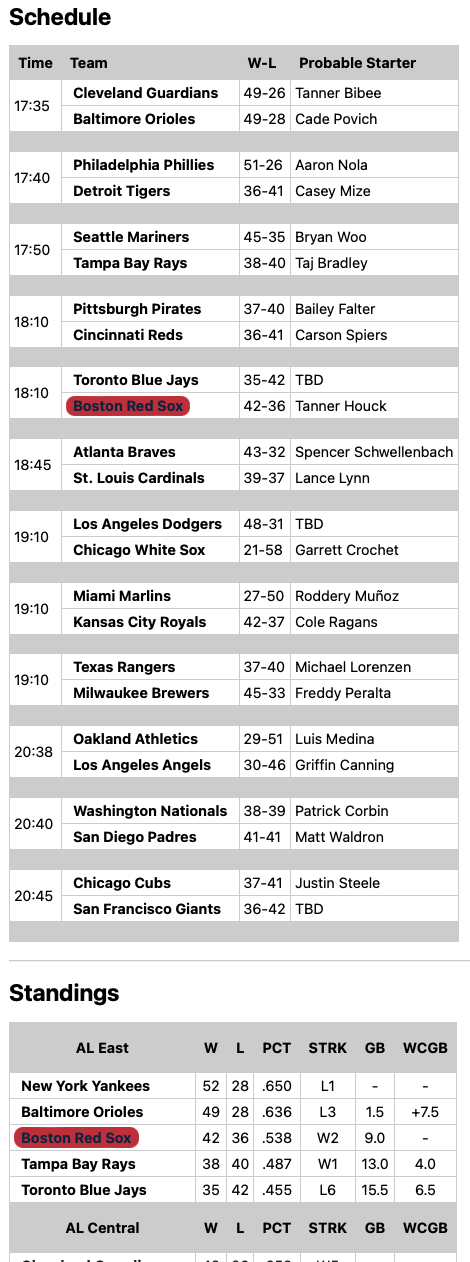 Schedule
Time Team W-L Probable Starter
17:35
Cleveland Guardians 49-26 Tanner Bibee
Baltimore Orioles 49-28 Cade Povich
17:40
Philadelphia Phillies 51-26 Aaron Nola
Detroit Tigers 36-41 Casey Mize
17:50
Seattle Mariners 45-35 Bryan Woo
Tampa Bay Rays 38-40 Taj Bradley
18:10
Pittsburgh Pirates 37-40 Bailey Falter
Cincinnati Reds 36-41 Carson Spiers
18:10
Toronto Blue Jays 35-42 TBD
Boston Red Sox 42-36 Tanner Houck
18:45
Atlanta Braves 43-32 Spencer Schwellenbach
St. Louis Cardinals 39-37 Lance Lynn
19:10
Los Angeles Dodgers 48-31 TBD
Chicago White Sox 21-58 Garrett Crochet
19:10
Miami Marlins 27-50 Roddery Muñoz
Kansas City Royals 42-37 Cole Ragans
19:10
Texas Rangers 37-40 Michael Lorenzen
Milwaukee Brewers 45-33 Freddy Peralta
20:38
Oakland Athletics 29-51 Luis Medina
Los Angeles Angels 30-46 Griffin Canning
20:40
Washington Nationals 38-39 Patrick Corbin
San Diego Padres 41-41 Matt Waldron
20:45
Chicago Cubs 37-41 Justin Steele
San Francisco Giants 36-42 TBD
Standings
AL East W L PCT STRK GB WCGB
New York Yankees 52 28 .650 L1 - -
Baltimore Orioles 49 28 .636 L3 1.5 +7.5
Boston Red Sox 42 36 .538 W2 9.0 -
Tampa Bay Rays 38 40 .487 W1 13.0 4.0
Toronto Blue Jays 35 42 .455 L6 15.5 6.5
AL Central W L PCT STRK GB WCGB